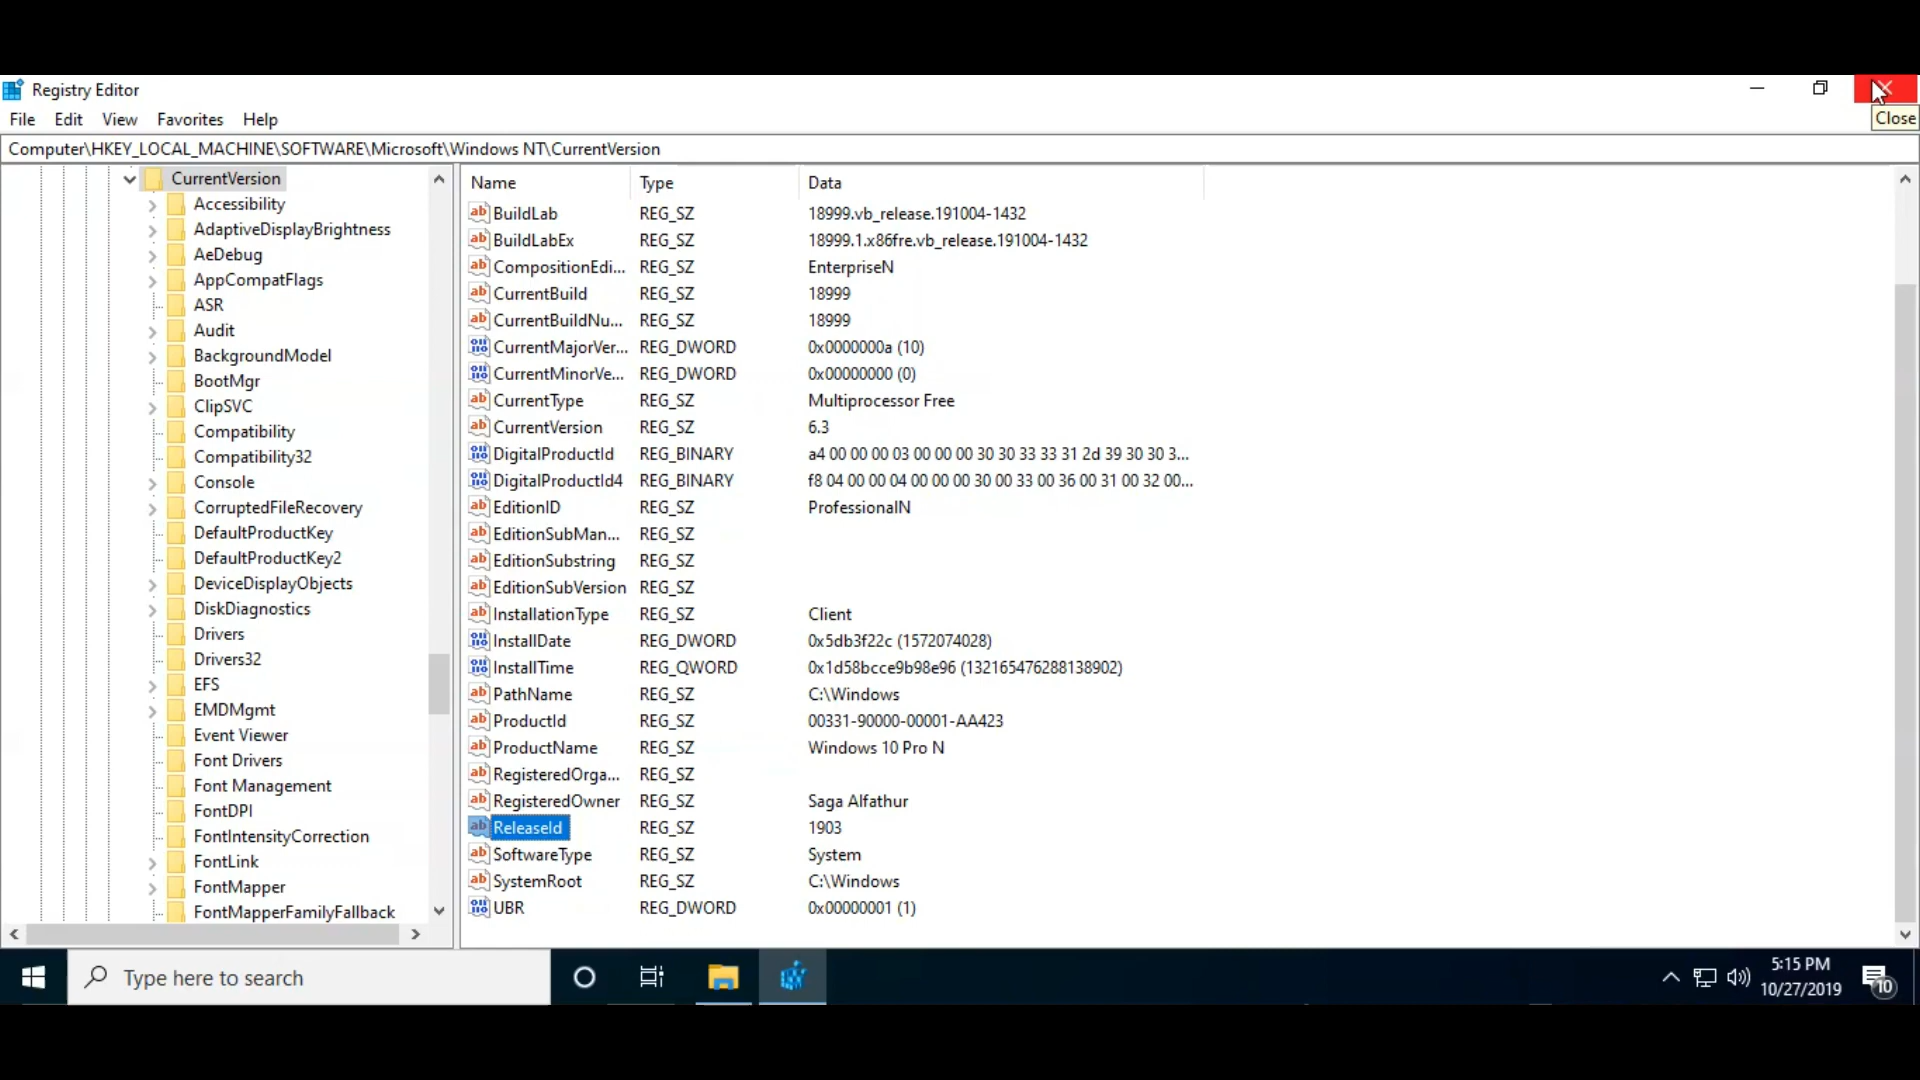 Registry Editor
Close
File Edit View Favorites Help
Computer\HKEY_LOCAL_MACHINE\SOFTWARE\Microsoft\Windows NT\CurrentVersion
CurrentVersion
Accessibility
AdaptiveDisplayBrightness
AeDebug
AppCompatFlags
ASR
Audit
BackgroundModel
BootMgr
ClipSVC
Compatibility
Compatibility32
Console
CorruptedFileRecovery
DefaultProductKey
DefaultProductKey2
DeviceDisplayObjects
DiskDiagnostics
Drivers
Drivers32
EFS
EMDMgmt
Event Viewer
Font Drivers
Font Management
FontDPI
FontIntensityCorrection
FontLink
FontMapper
FontMapperFamilyFallback
Name Type Data
BuildLab REG_SZ 18999.vb_release.191004-1432
BuildLabEx REG_SZ 18999.1.x86fre.vb_release.191004-1432
CompositionEdi... REG_SZ EnterpriseN
CurrentBuild REG_SZ 18999
CurrentBuildNu... REG_SZ 18999
CurrentMajorVer... REG_DWORD 0x0000000a (10)
CurrentMinorVe... REG_DWORD 0x00000000 (0)
CurrentType REG_SZ Multiprocessor Free
CurrentVersion REG_SZ 6.3
DigitalProductId REG_BINARY a4 00 00 00 03 00 00 00 30 30 33 33 31 2d 39 30 30 3...
DigitalProductId4 REG_BINARY f8 04 00 00 04 00 00 00 30 00 33 00 36 00 31 00 32 00...
EditionID REG_SZ ProfessionalN
EditionSubMan... REG_SZ
EditionSubstring REG_SZ
EditionSubVersion REG_SZ
InstallationType REG_SZ Client
InstallDate REG_DWORD 0x5db3f22c (1572074028)
InstallTime REG_QWORD 0x1d58bcce9b98e96 (132165476288138902)
PathName REG_SZ C:\Windows
ProductId REG_SZ 00331-90000-00001-AA423
ProductName REG_SZ Windows 10 Pro N
RegisteredOrga... REG_SZ
RegisteredOwner REG_SZ Saga Alfathur
ReleaseId REG_SZ 1903
SoftwareType REG_SZ System
SystemRoot REG_SZ C:\Windows
UBR REG_DWORD 0x00000001 (1)
Type here to search
5:15 PM
10/27/2019
10